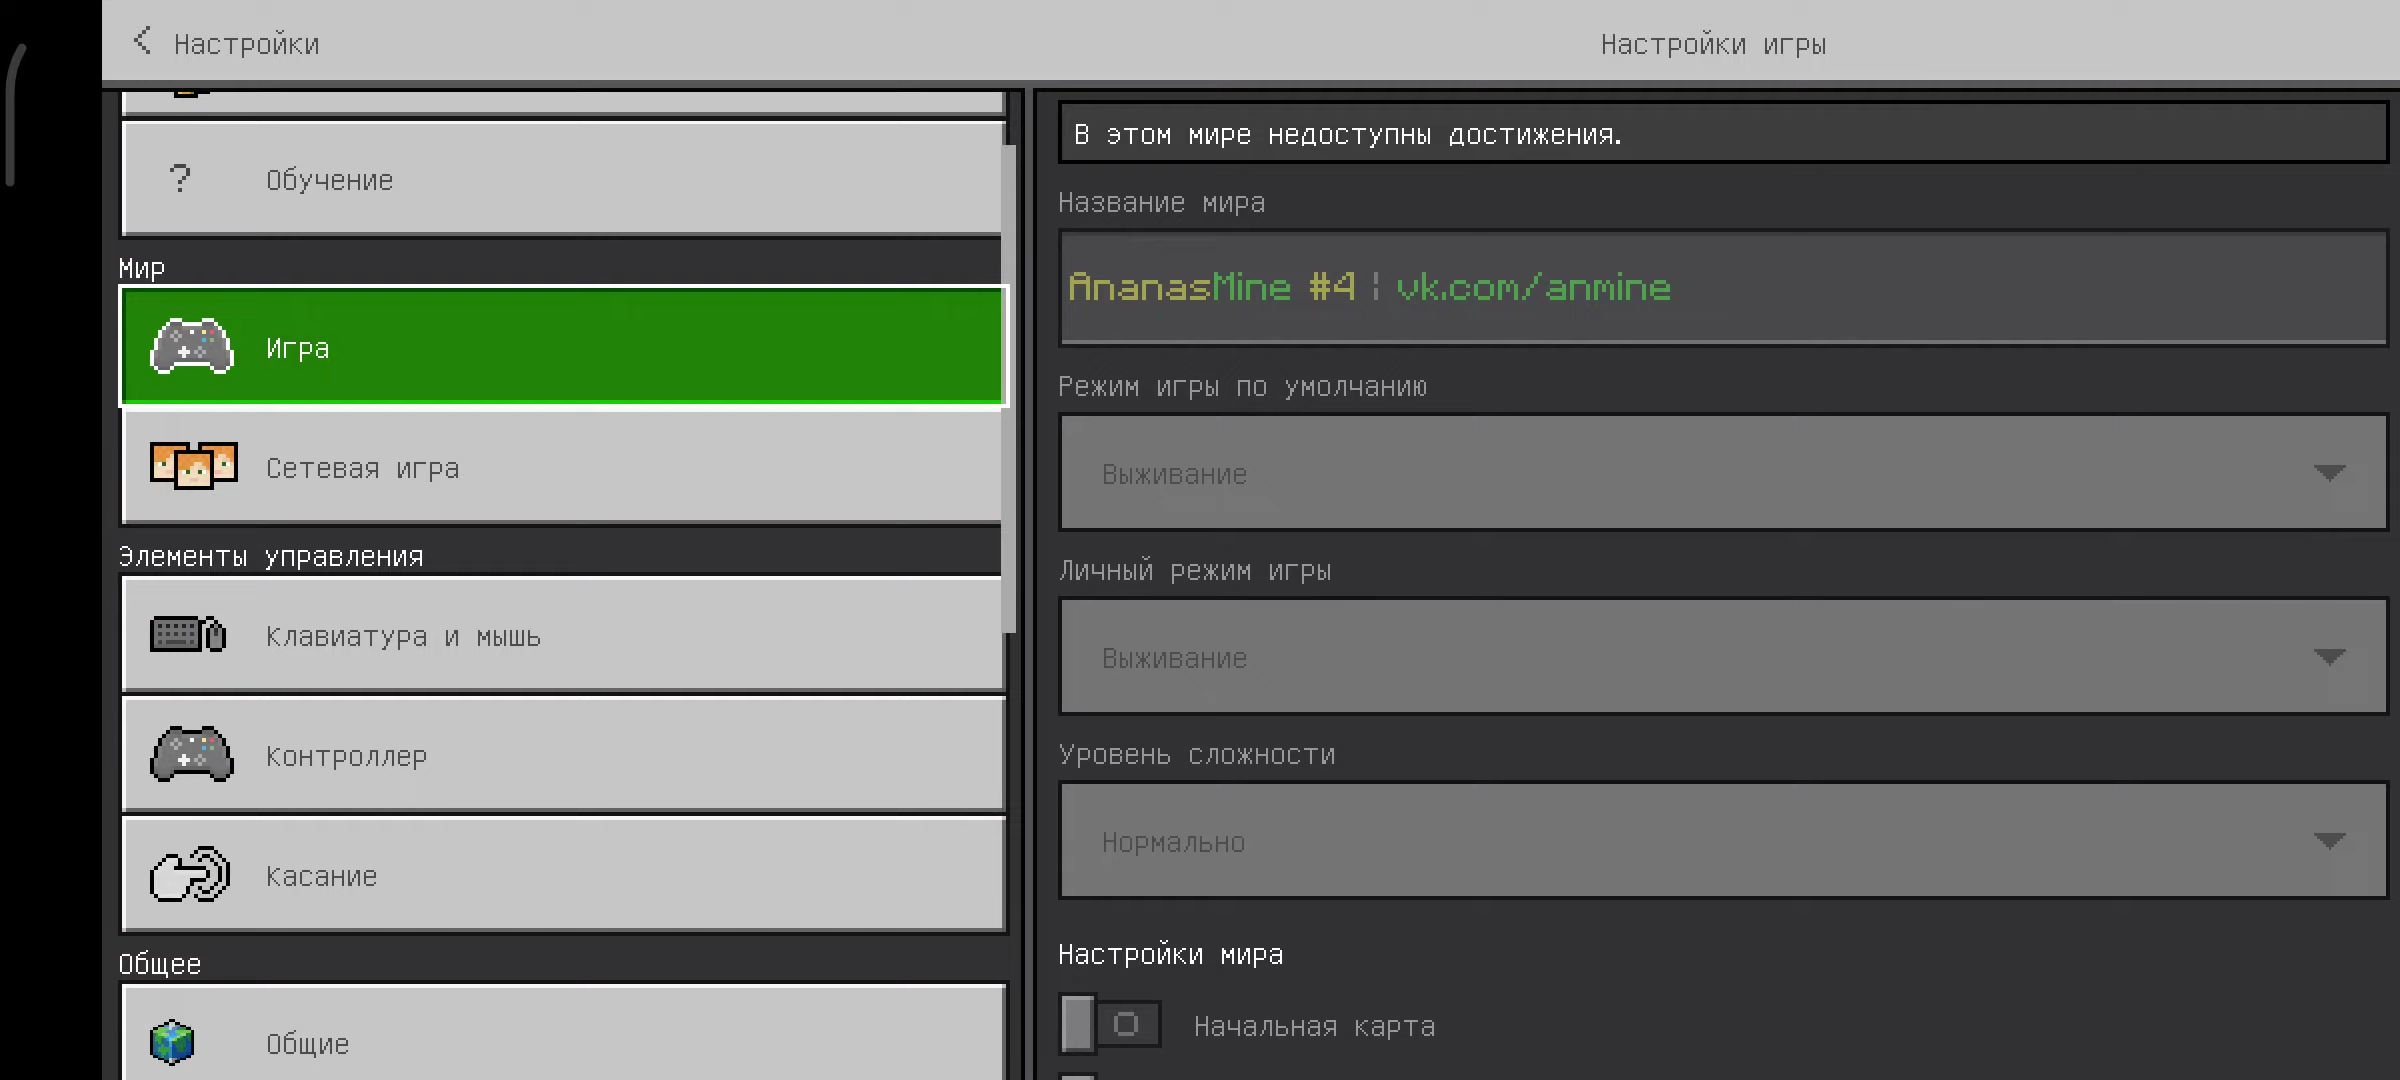 Настройки
Настройки игры
?
Обучение
Мир
Игра
Сетевая игра
Элементы управления
Клавиатура и мышь
Контроллер
Касание
Общее
Общие
В этом мире недоступны достижения.
Название мира
AnanasMine #4 | vk.com/anmine
Режим игры по умолчанию
Выживание
Личный режим игры
Выживание
Уровень сложности
Нормально
Настройки мира
Начальная карта